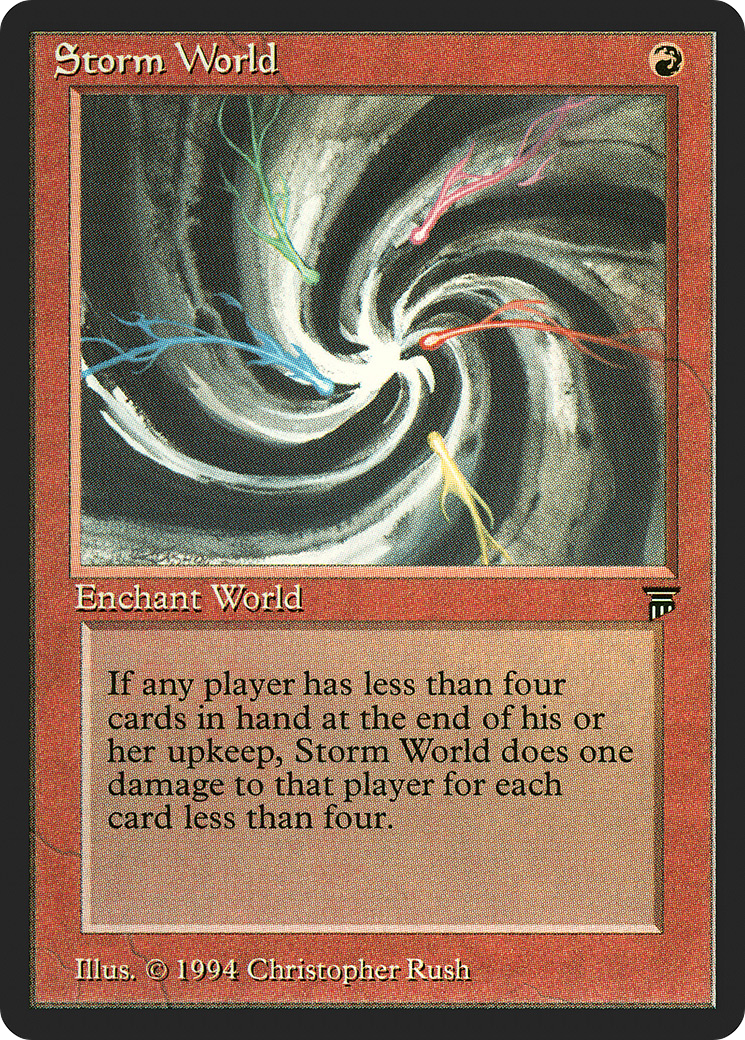 Storm World
Enchant World
If any player has less than four
cards in hand at the end of his or
her upkeep, Storm World does one
damage to that player for each
card less than four.
Illus. © 1994 Christopher Rush